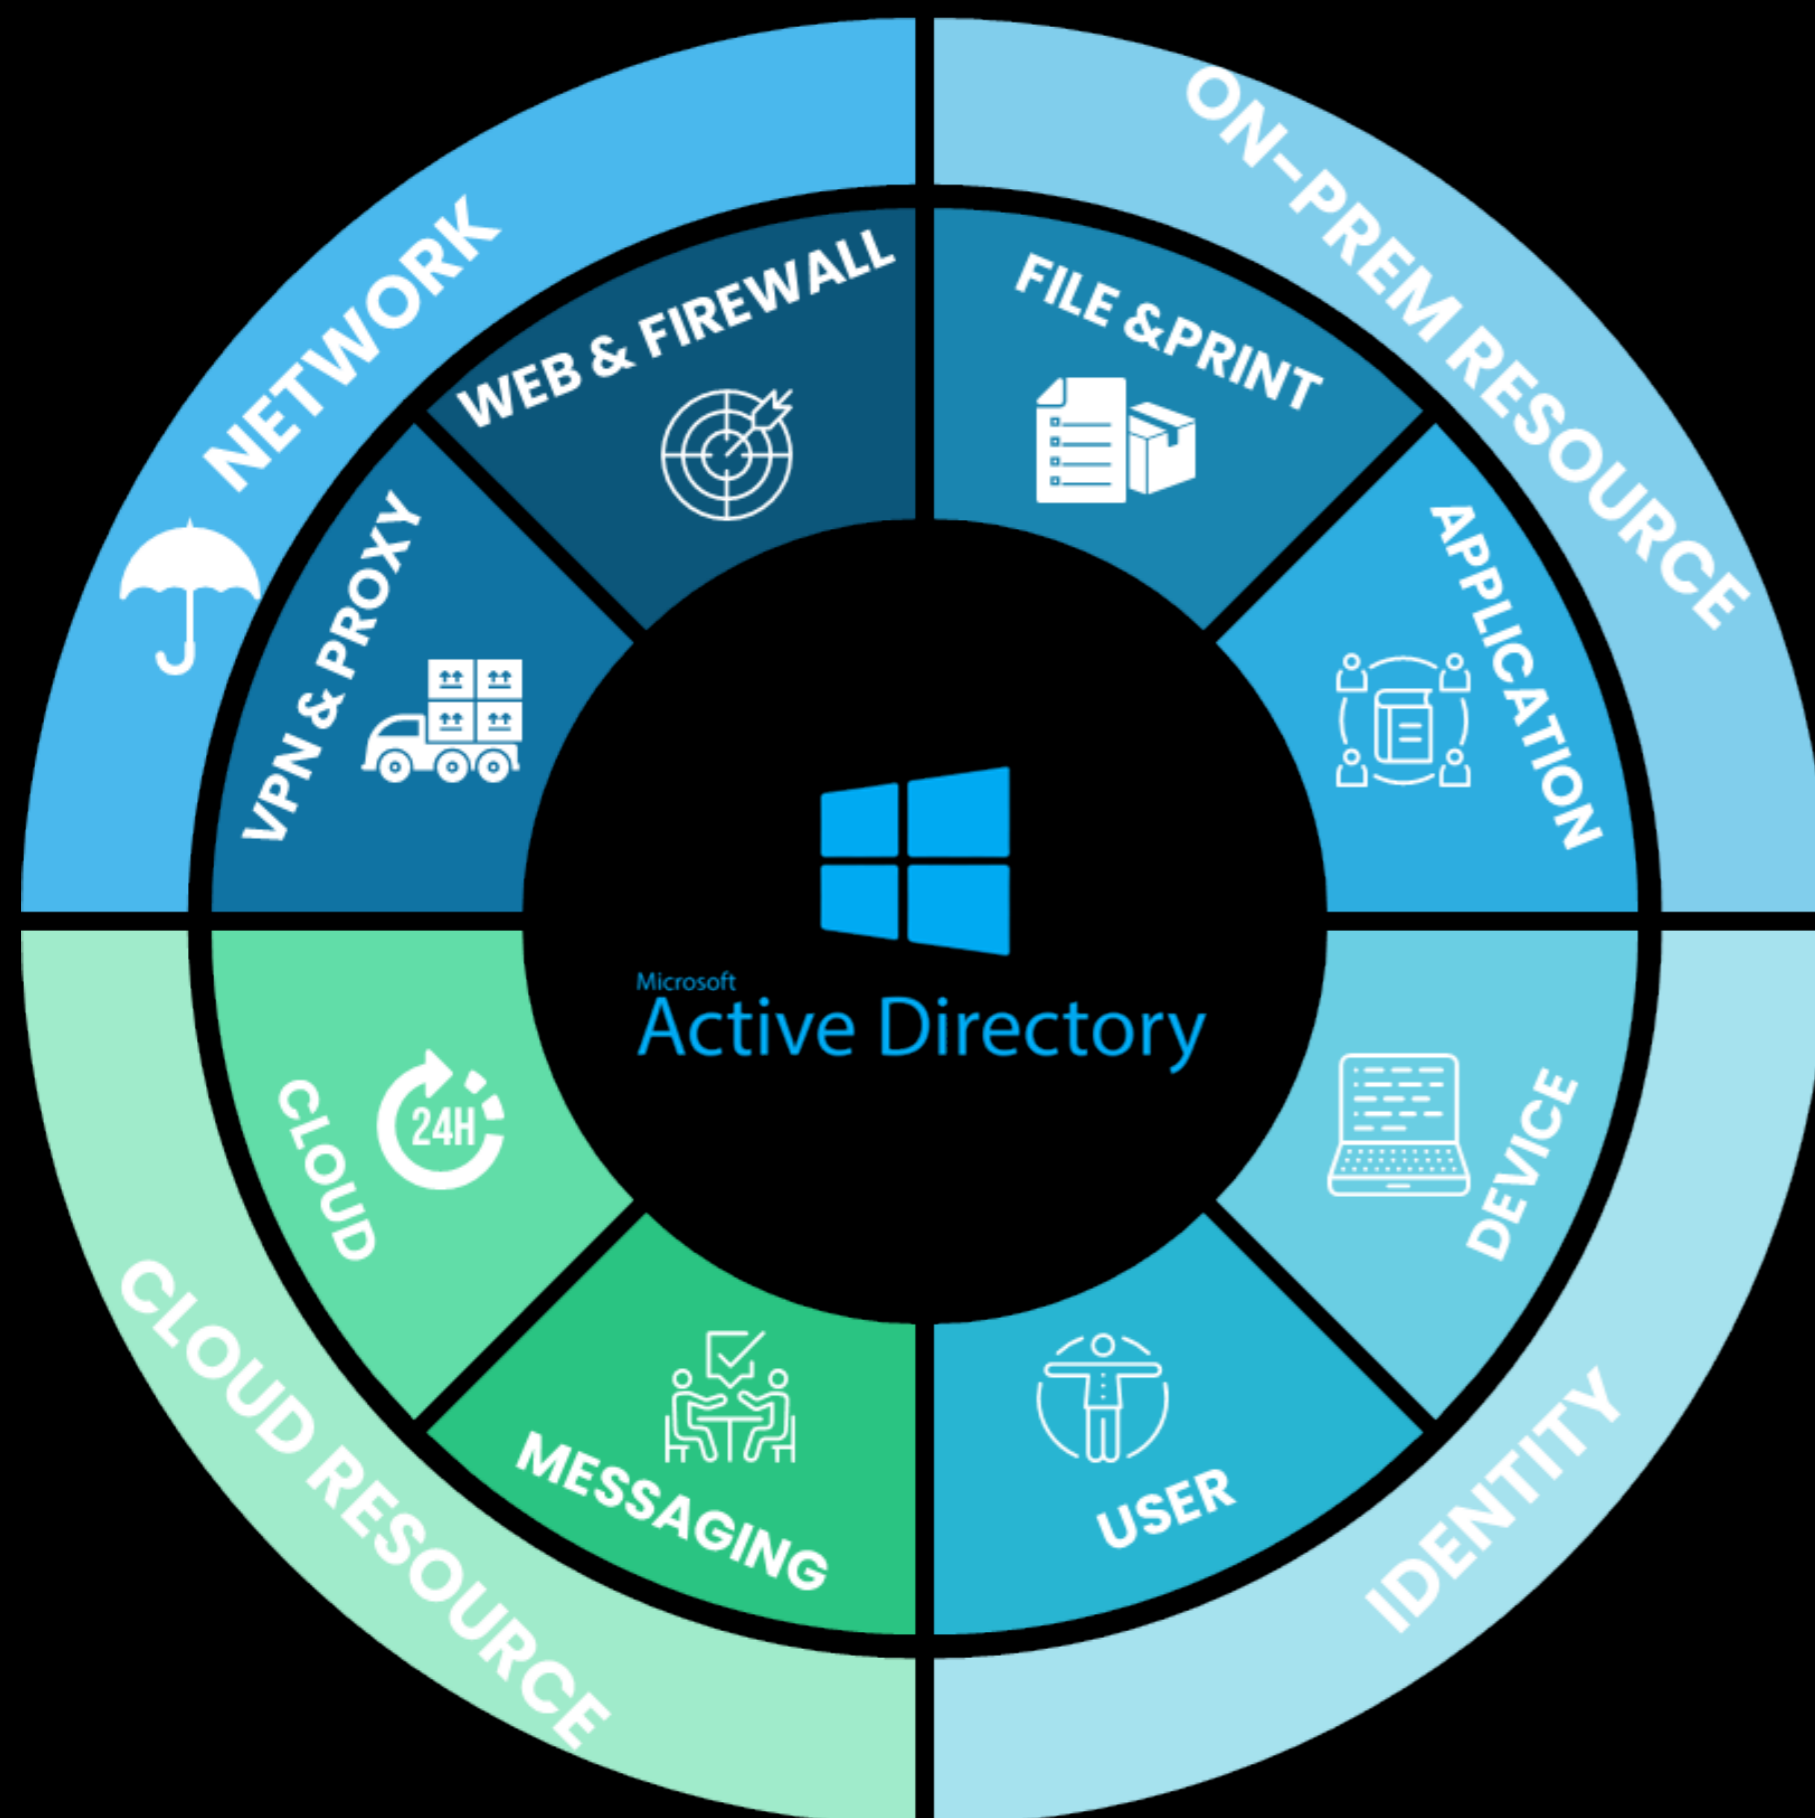 NETWORK
ON-PREM RESOURCE
WEB & FIREWALL
FILE &PRINT
VPN & PROXY
APPLICATION
Microsoft
Active Directory
CLOUD
24H
DEVICE
MESSAGING
USER
CLOUD RESOURCE
IDENTITY